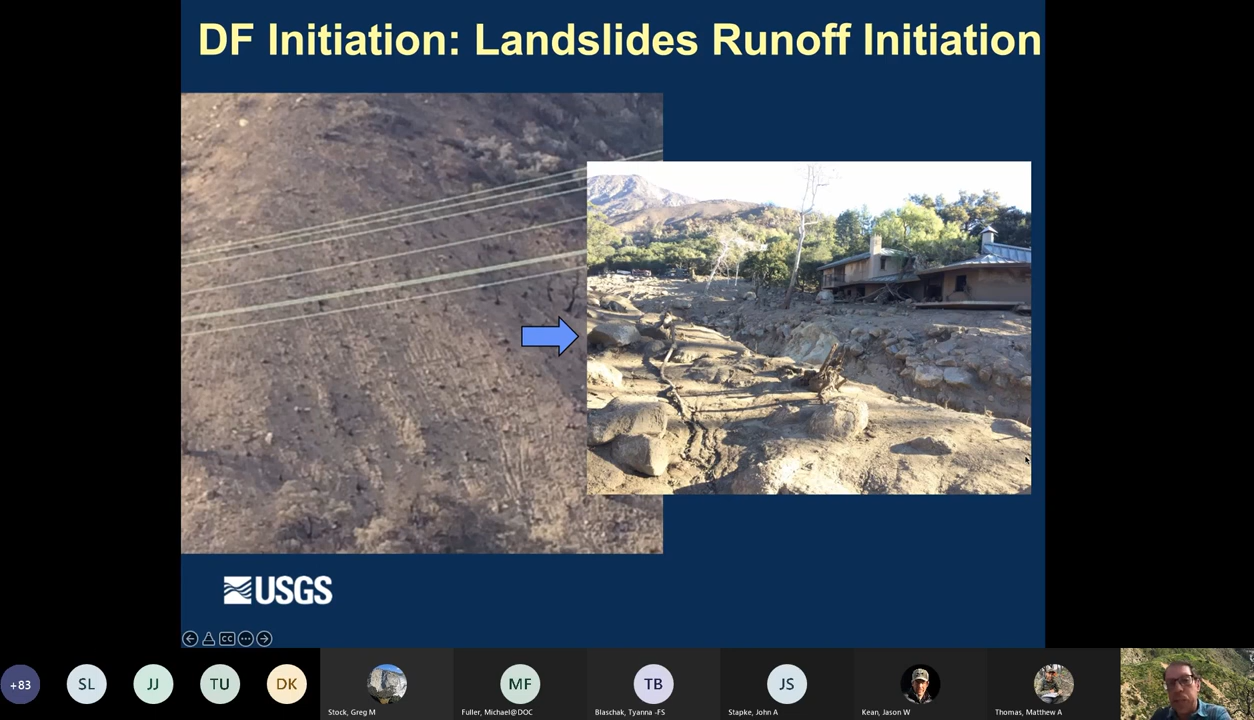 DF Initiation: Landslides Runoff Initiation
USGS
CC
+83
SL
JJ
TU
DK
MF
TB
JS
Stock, Greg M
Fuller, Michael@DOC
Blaschak, Tyanna -FS
Stapke, John A
Kean, Jason W
Thomas, Matthew A